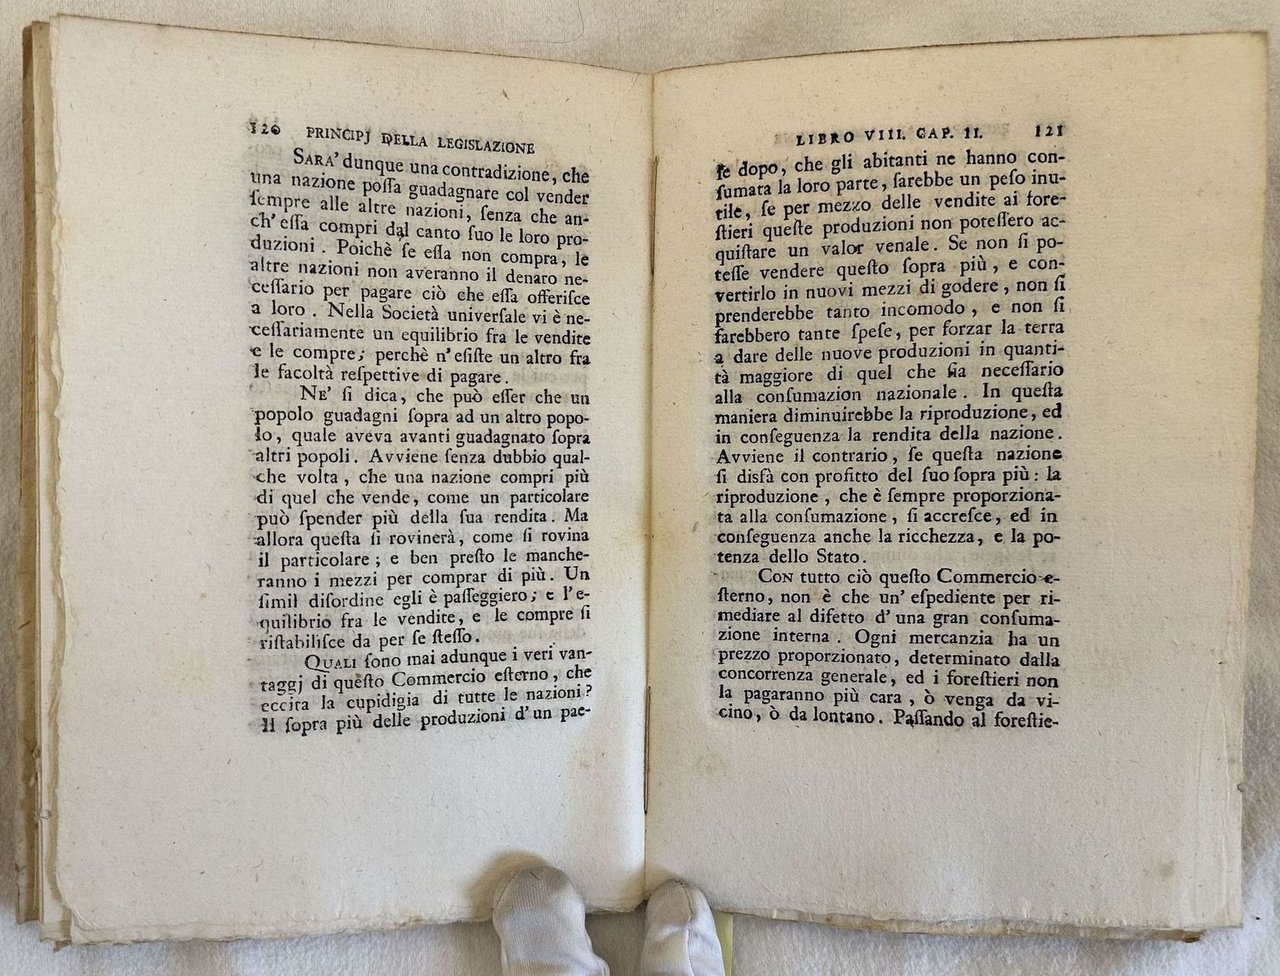 120 PRINCIPJ DELLA LEGISLAZIONE
SARA' dunque una contradizione, che
una nazione poſſa guadagnare col vender
ſempre alle altre nazioni, ſenza che an-
ch'eſſa compri dal canto ſuo le loro pro-
duzioni. Poichè ſe eſſa non compra, le
altre nazioni non averanno il denaro ne-
ceſſario per pagare ciò che eſſa offeriſce
a loro. Nella Società univerſale vi è ne-
ceſſariamente un equilibrio fra le vendite
e le compre; perchè n'eſiſte un altro fra
le facoltà reſpettive di pagare.
NE' ſi dica, che può eſſer che un
popolo guadagni ſopra ad un altro popo-
lo, quale aveva avanti guadagnato ſopra
altri popoli. Avviene ſenza dubbio qual-
che volta, che una nazione compri più
di quel che vende, come un particolare
può ſpender più della ſua rendita. Ma
allora queſta ſi rovinerà, come ſi rovina
il particolare; e ben preſto le manche-
ranno i mezzi per comprar di più. Un
ſimil diſordine egli è paſſeggiero; e l'e-
quilibrio fra le vendite, e le compre ſi
riſtabiliſce da per ſe ſteſſo.
QUALI ſono mai adunque i veri van-
taggj di queſto Commercio eſterno, che
eccita la cupidigia di tutte le nazioni?
Il ſopra più delle produzioni d'un pae-
LIBRO VIII. CAP. II. 121
ſe dopo, che gli abitanti ne hanno con-
ſumata la loro parte, ſarebbe un peſo inu-
tile, ſe per mezzo delle vendite ai fore-
ſtieri queſte produzioni non poteſſero ac-
quiſtare un valor venale. Se non ſi po-
teſſe vendere queſto ſopra più, e con-
vertirlo in nuovi mezzi di godere, non ſi
prenderebbe tanto incomodo, e non ſi
farebbero tante ſpeſe, per forzar la terra
a dare delle nuove produzioni in quanti-
tà maggiore di quel che ſia neceſſario
alla conſumazion nazionale. In queſta
maniera diminuirebbe la riproduzione, ed
in conſeguenza la rendita della nazione.
Avviene il contrario, ſe queſta nazione
ſi disfà con profitto del ſuo ſopra più: la
riproduzione, che è ſempre proporziona-
ta alla conſumazione, ſi accreſce, ed in
conſeguenza anche la ricchezza, e la po-
tenza dello Stato.
CON tutto ciò queſto Commercio e-
ſterno, non è che un' eſpediente per ri-
mediare al difetto d'una gran conſuma-
zione interna. Ogni mercanzia ha un
prezzo proporzionato, determinato dalla
concorrenza generale, ed i foreſtieri non
la pagaranno più cara, ò venga da vi-
cino, ò da lontano. Paſſando al foreſtie-